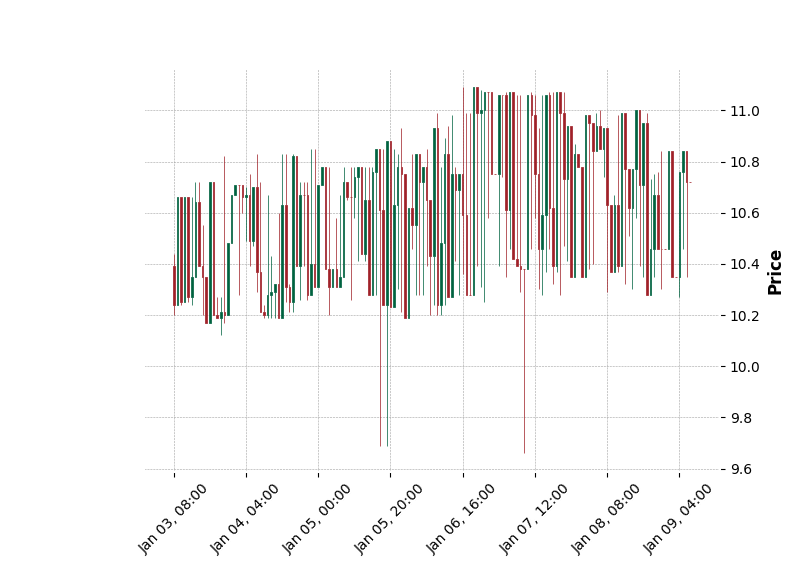 11.0
10.8
10.6
10.4
10.2
10.0
9.8
9.6
Price
Jan 03, 08:00
Jan 04, 04:00
Jan 05, 00:00
Jan 05, 20:00
Jan 06, 16:00
Jan 07, 12:00
Jan 08, 08:00
Jan 09, 04:00